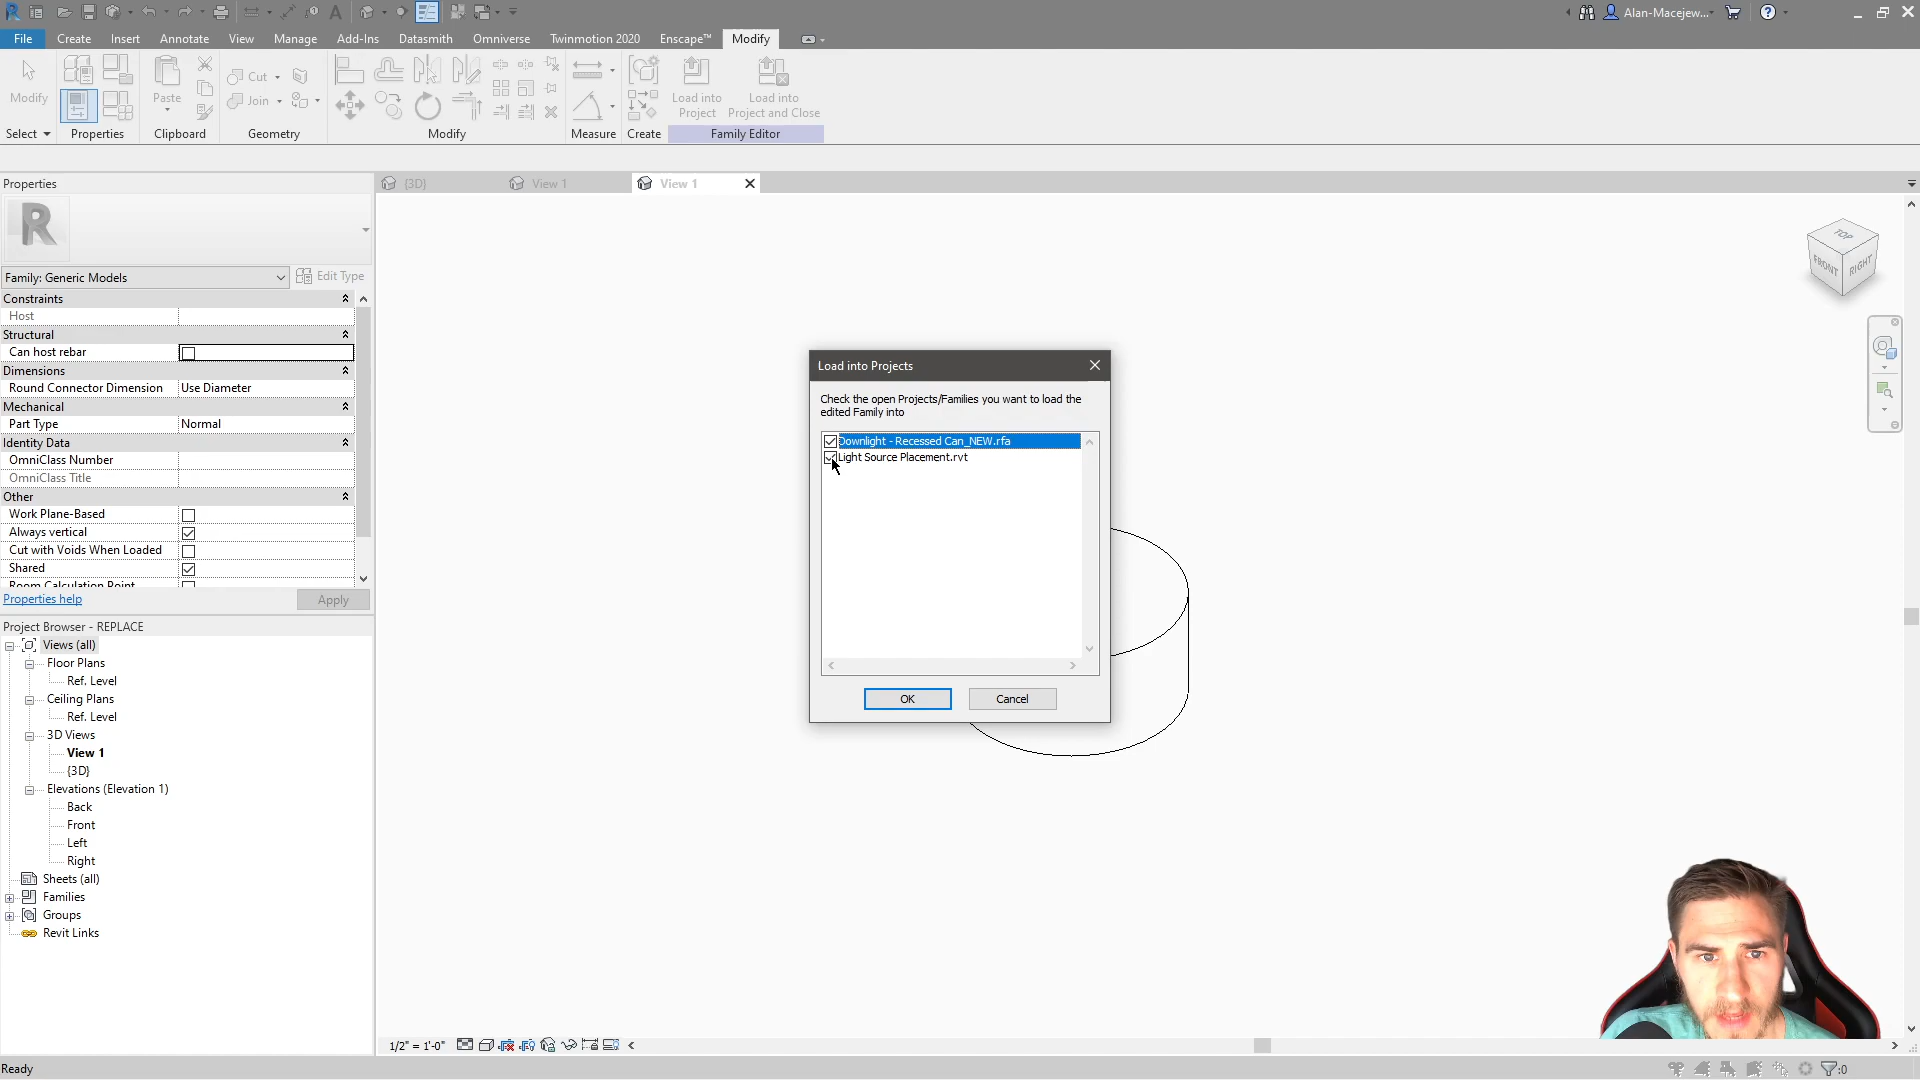 Alan-Macejew...
File Create Insert Annotate View Manage Add-Ins Datasmith Omniverse Twinmotion 2020 Enscape™ Modify
Modify
Paste
Cut
Join
Load into Project
Load into Project and Close
Select Properties Clipboard Geometry Modify Measure Create Family Editor
Properties
{3D} View 1 View 1
Family: Generic Models Edit Type
Constraints
Host
Structural
Can host rebar
Dimensions
Round Connector Dimension Use Diameter
Mechanical
Part Type Normal
Identity Data
OmniClass Number
OmniClass Title
Other
Work Plane-Based
Always vertical
Cut with Voids When Loaded
Shared
Room Calculation Point
Properties help Apply
Project Browser - REPLACE
Views (all)
Floor Plans
Ref. Level
Ceiling Plans
Ref. Level
3D Views
View 1
{3D}
Elevations (Elevation 1)
Back
Front
Left
Right
Sheets (all)
Families
Groups
Revit Links
Load into Projects
Check the open Projects/Families you want to load the
edited Family into
Downlight - Recessed Can_NEW.rfa
Light Source Placement.rvt
OK Cancel
TOP
FRONT RIGHT
1/2" = 1'-0"
Ready
:0